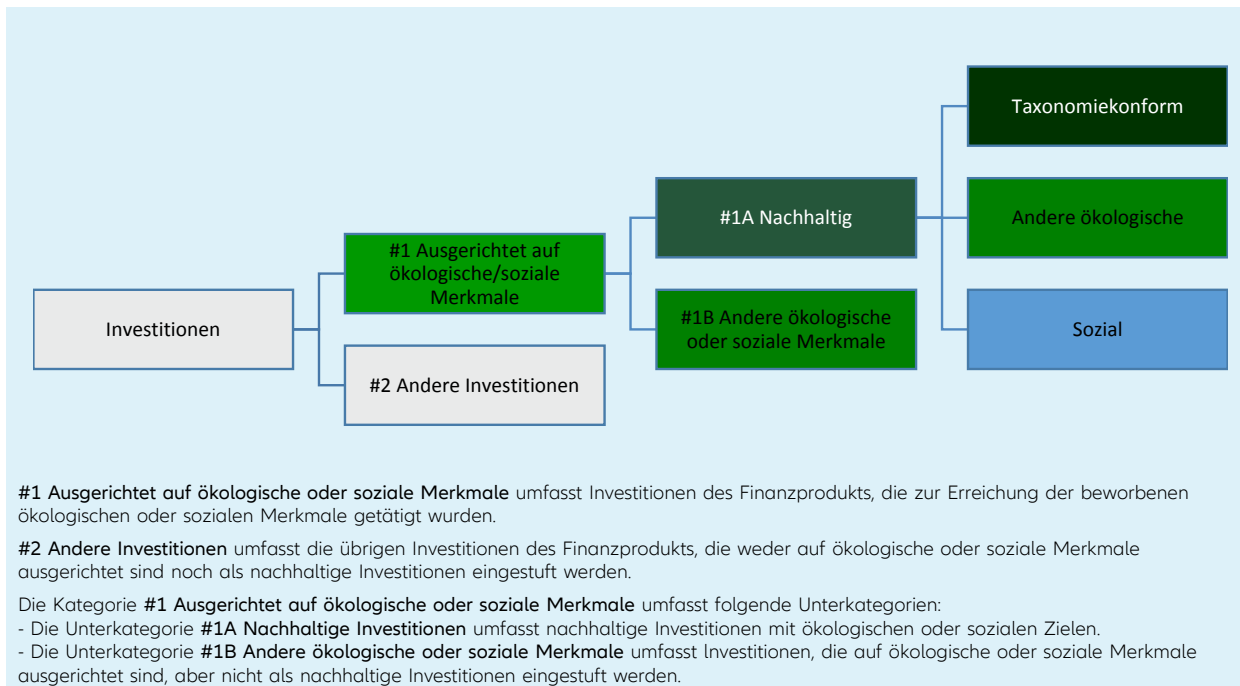 Taxonomiekonform
#1A Nachhaltig
Andere ökologische
#1 Ausgerichtet auf
ökologische/soziale
Merkmale
Investitionen
#1B Andere ökologische
oder soziale Merkmale
Sozial
#2 Andere Investitionen
#1 Ausgerichtet auf ökologische oder soziale Merkmale umfasst Investitionen des Finanzprodukts, die zur Erreichung der beworbenen
ökologischen oder sozialen Merkmale getätigt wurden.
#2 Andere Investitionen umfasst die übrigen Investitionen des Finanzprodukts, die weder auf ökologische oder soziale Merkmale
ausgerichtet sind noch als nachhaltige Investitionen eingestuft werden.
Die Kategorie #1 Ausgerichtet auf ökologische oder soziale Merkmale umfasst folgende Unterkategorien:
- Die Unterkategorie #1A Nachhaltige Investitionen umfasst nachhaltige Investitionen mit ökologischen oder sozialen Zielen.
- Die Unterkategorie #1B Andere ökologische oder soziale Merkmale umfasst Investitionen, die auf ökologische oder soziale Merkmale
ausgerichtet sind, aber nicht als nachhaltige Investitionen eingestuft werden.